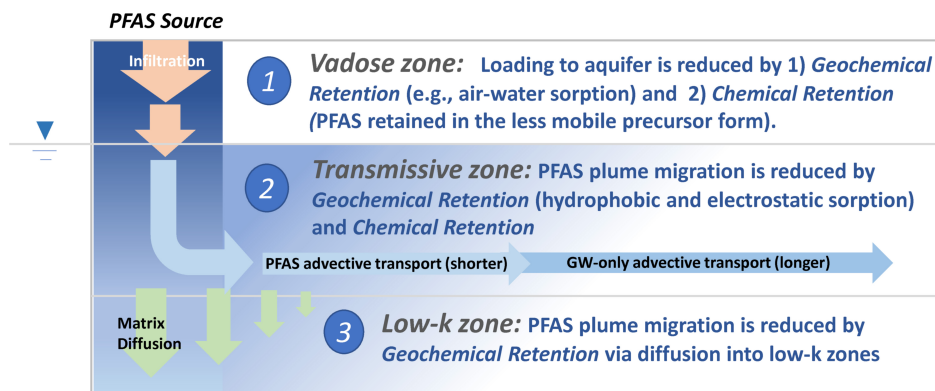 PFAS Source
Infiltration
1
Vadose zone: Loading to aquifer is reduced by 1) Geochemical
Retention (e.g., air-water sorption) and 2) Chemical Retention
(PFAS retained in the less mobile precursor form).
2
Transmissive zone: PFAS plume migration is reduced by
Geochemical Retention (hydrophobic and electrostatic sorption)
and Chemical Retention
PFAS advective transport (shorter)
GW-only advective transport (longer)
Matrix
Diffusion
3
Low-k zone: PFAS plume migration is reduced by
Geochemical Retention via diffusion into low-k zones